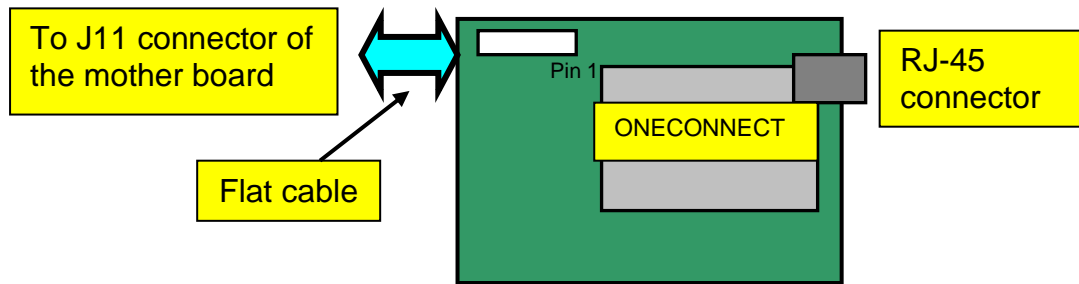 To J11 connector of
the mother board
Pin 1
RJ-45
connector
ONECONNECT
Flat cable